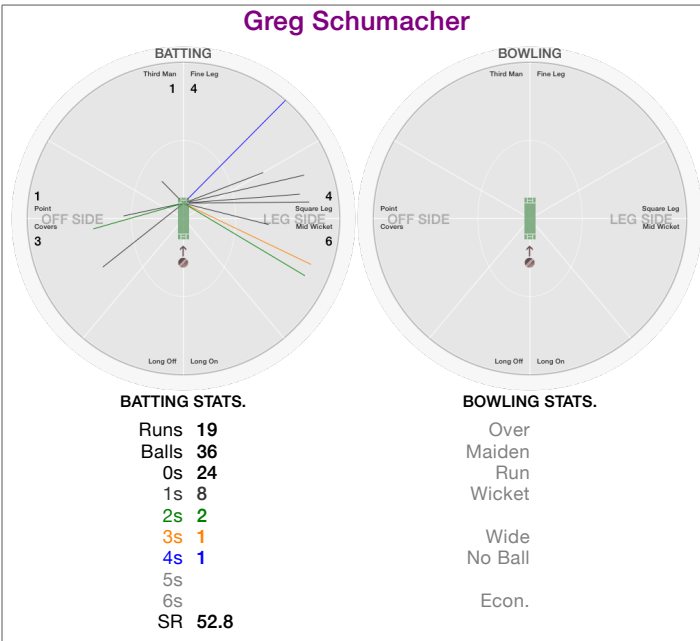 Greg Schumacher
BATTING
Third Man Fine Leg
1 4
1
Point
OFF SIDE
Covers
3
4
Square Leg
LEG SIDE
Mid Wicket
6
Long Off Long On
BOWLING
Third Man Fine Leg
Point
OFF SIDE
Covers
Square Leg
LEG SIDE
Mid Wicket
Long Off Long On
BATTING STATS.
Runs 19
Balls 36
0s 24
1s 8
2s 2
3s 1
4s 1
5s
6s
SR 52.8
BOWLING STATS.
Over
Maiden
Run
Wicket
Wide
No Ball
Econ.